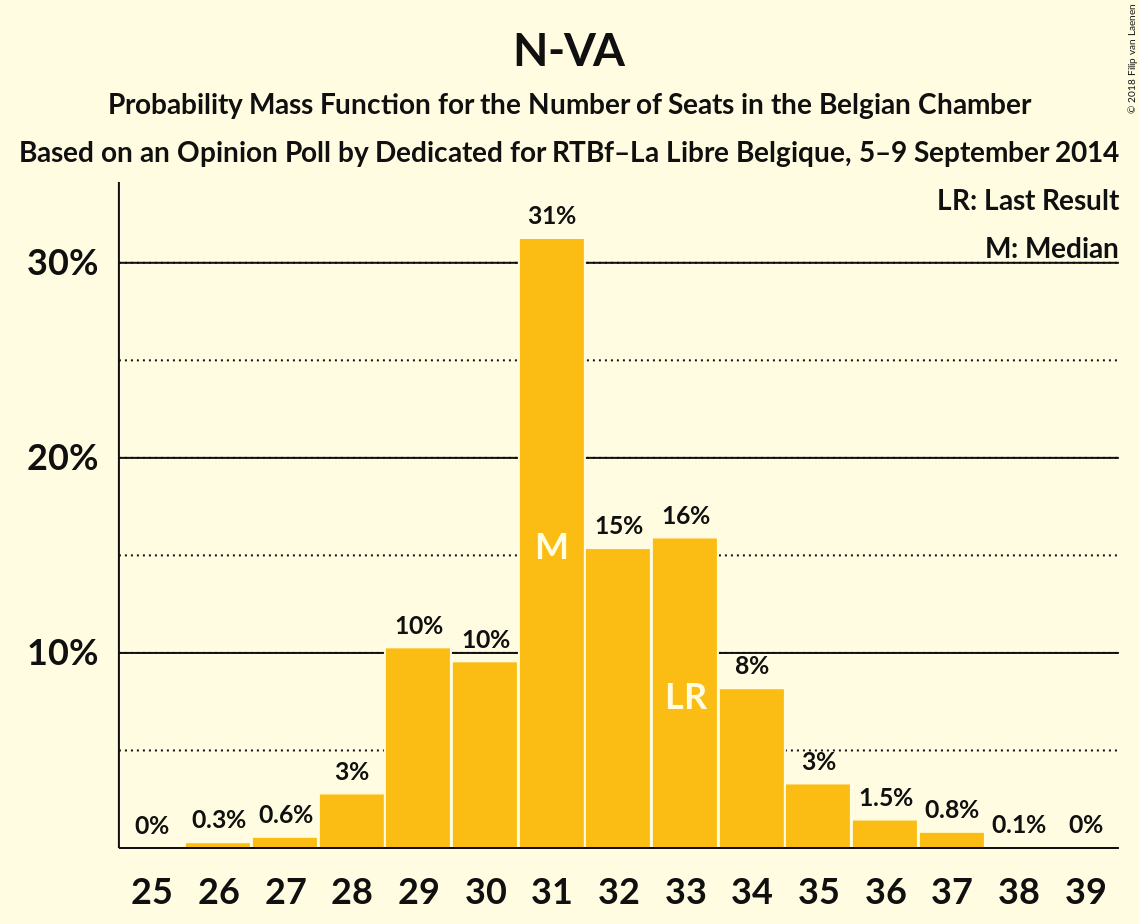 N-VA
Probability Mass Function for the Number of Seats in the Belgian Chamber
Based on an Opinion Poll by Dedicated for RTBf–La Libre Belgique, 5–9 September 2014
© 2018 Filip van Laenen
LR: Last Result
M: Median
30%
20%
10%
0%
0.3%
0.6%
3%
10%
10%
31%
15%
16%
8%
3%
1.5%
0.8%
0.1%
0%
M
LR
25 26 27 28 29 30 31 32 33 34 35 36 37 38 39